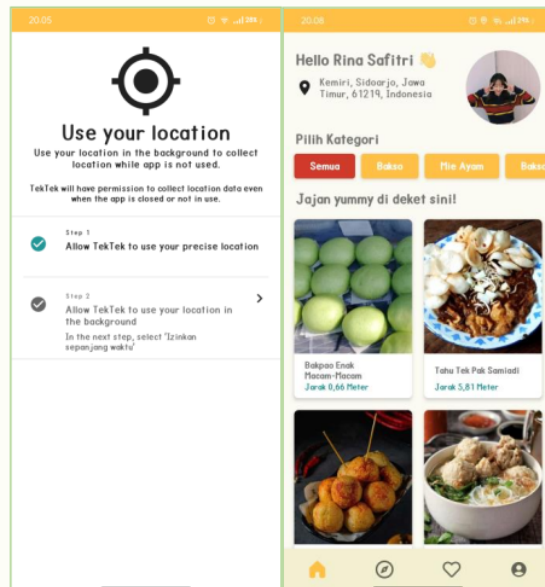 20.05
28%
Use your location
Use your location in the background to collect
location while app is not used.
TekTek will have permission to collect location data even
when the app is closed or not in use.
Step 1
Allow TekTek to use your precise location
Step 2
Allow TekTek to use your location in
the background
In the next step, select 'Izinkan
sepanjang waktu'
20.08
29%
Hello Rina Safitri 👋
Kemiri, Sidoarjo, Jawa
Timur, 61219, Indonesia
Pilih Kategori
Semua
Bakso
Mie Ayam
Bakso
Jajan yummy di deket sini!
Bakpao Enak
Macam-Macam
Jarak 0,66 Meter
Tahu Tek Pak Samiadi
Jarak 5,81 Meter